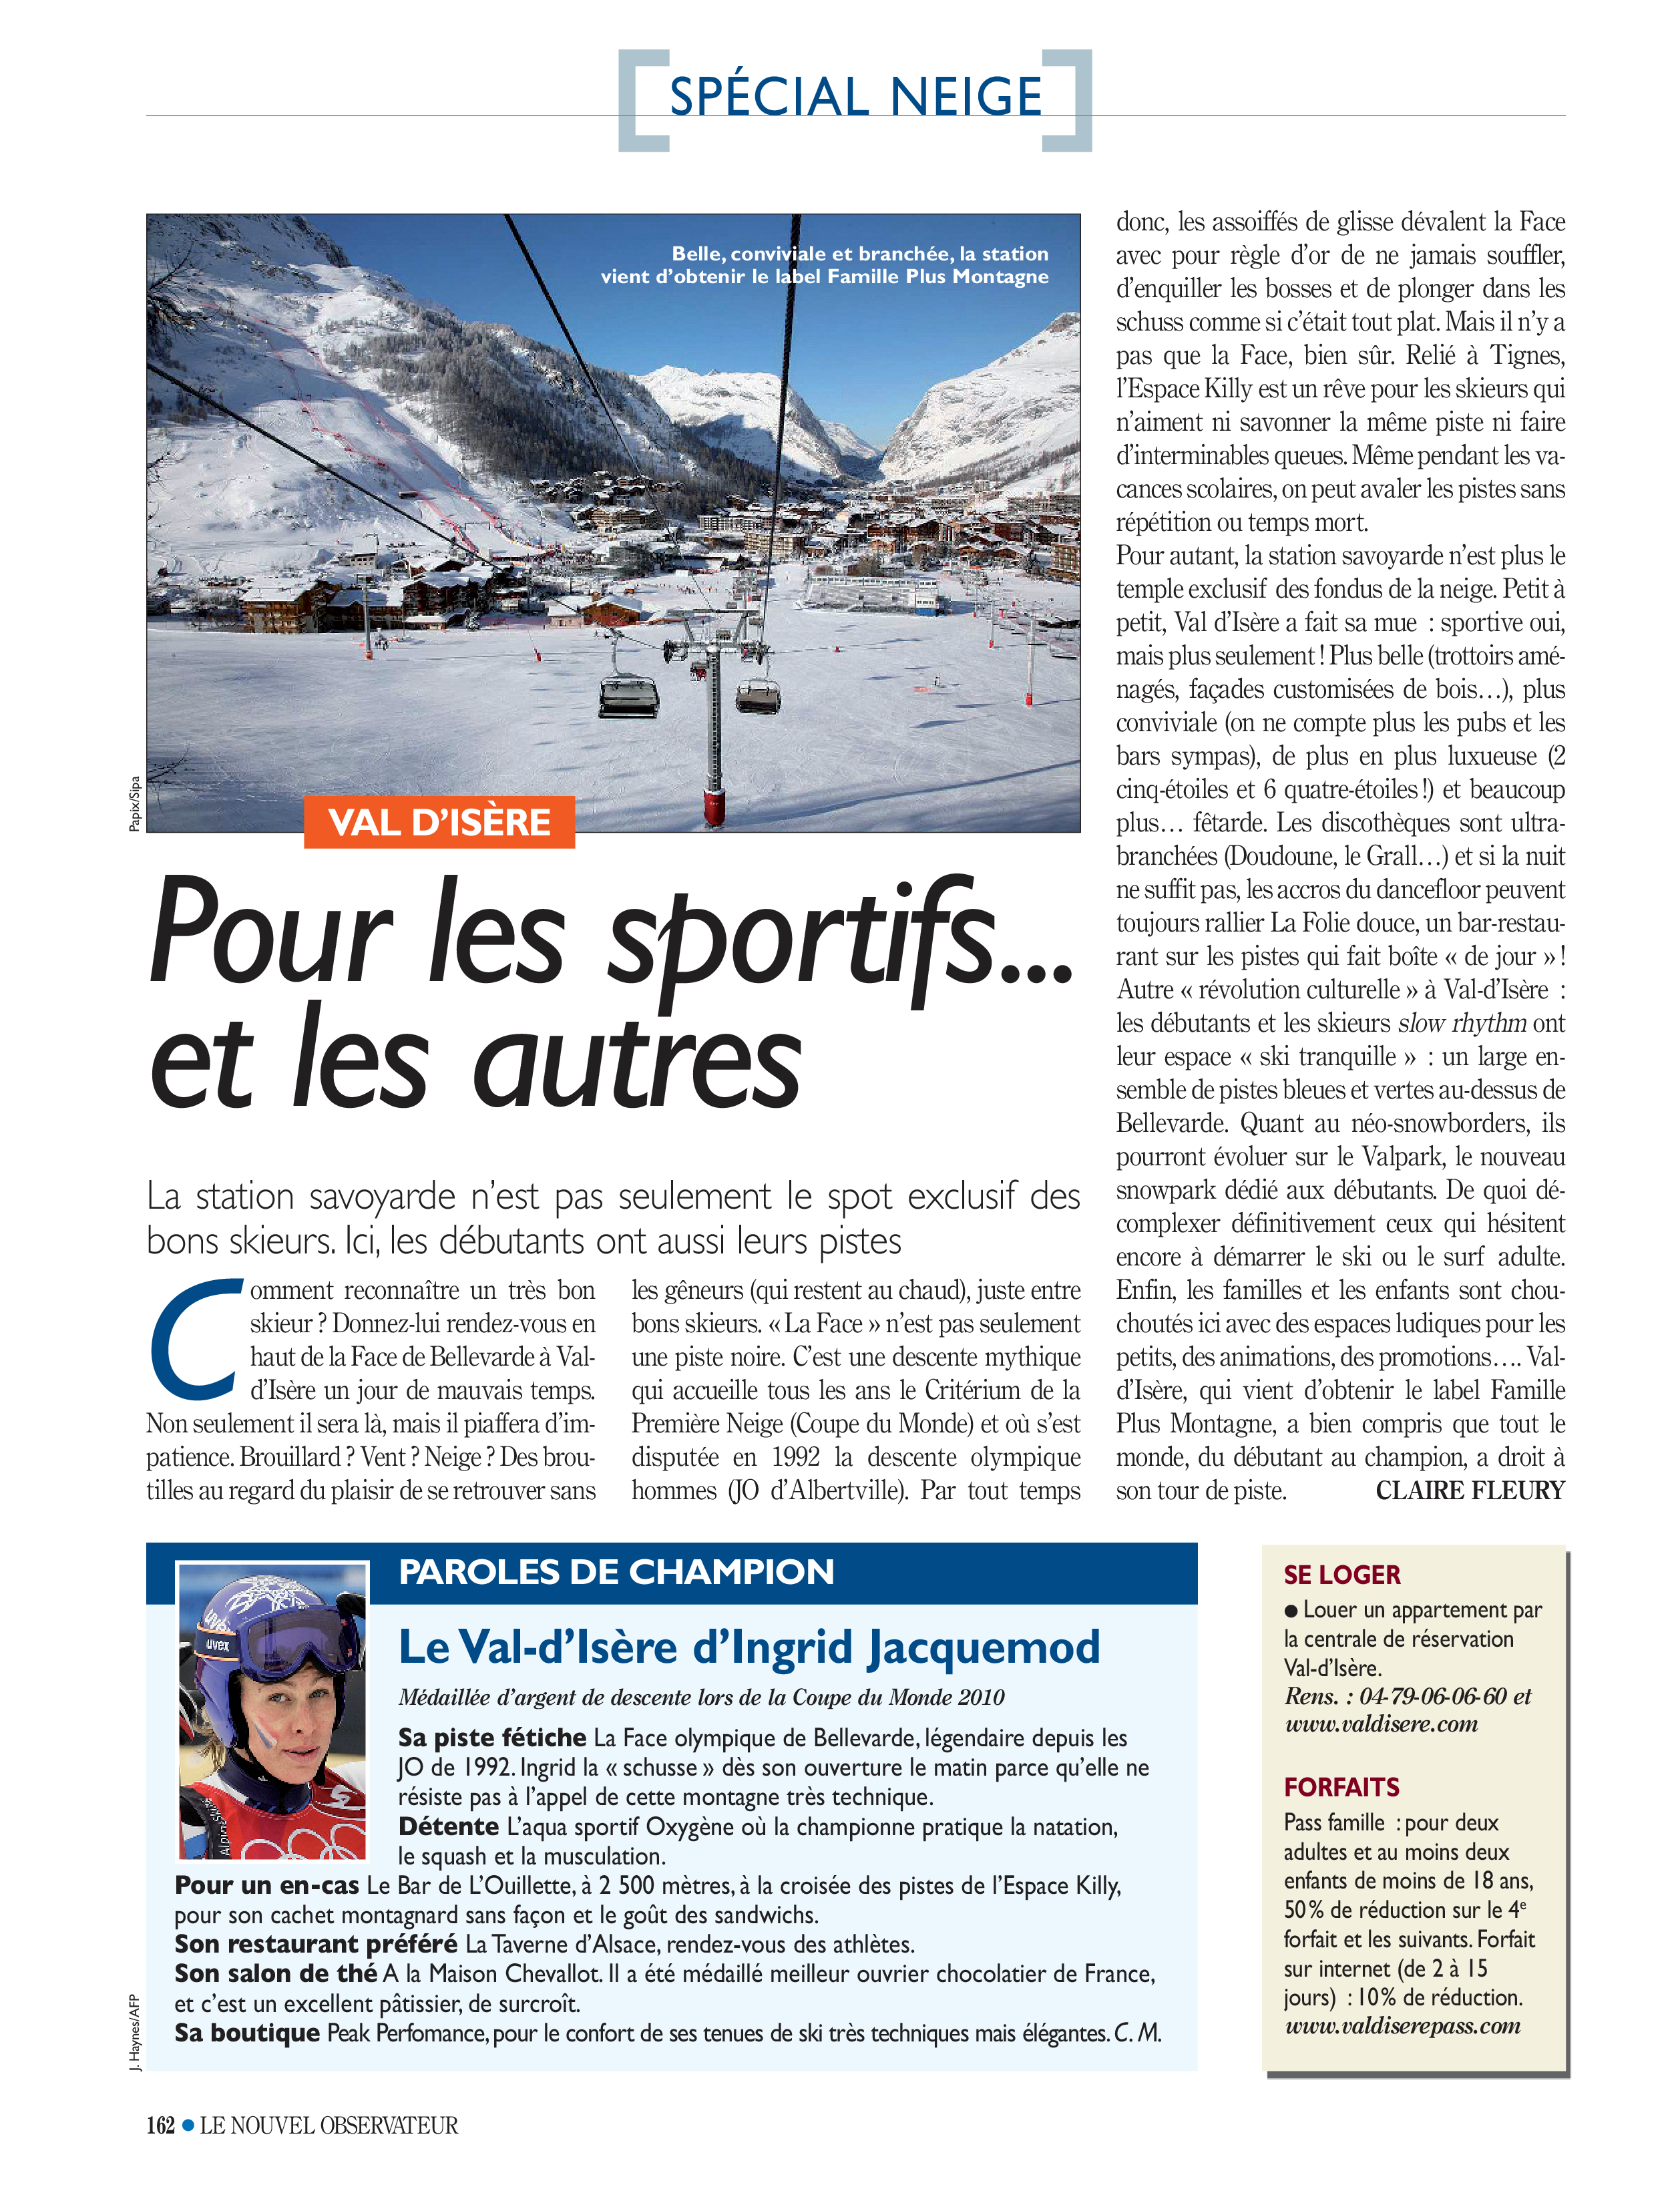 SPÉCIAL NEIGE
Belle, conviviale et branchée, la station
vient d’obtenir le label Famille Plus Montagne
Papix/Sipa
VAL D’ISÈRE
Pour les sportifs...
et les autres
La station savoyarde n’est pas seulement le spot exclusif des
bons skieurs. Ici, les débutants ont aussi leurs pistes
Comment reconnaître un très bon
skieur ? Donnez-lui rendez-vous en
haut de la Face de Bellevarde à Val-
d’Isère un jour de mauvais temps.
Non seulement il sera là, mais il piaffera d’im-
patience. Brouillard ? Vent ? Neige ? Des brou-
tilles au regard du plaisir de se retrouver sans
les gêneurs (qui restent au chaud), juste entre
bons skieurs. « La Face » n’est pas seulement
une piste noire. C’est une descente mythique
qui accueille tous les ans le Critérium de la
Première Neige (Coupe du Monde) et où s’est
disputée en 1992 la descente olympique
hommes (JO d’Albertville). Par tout temps
donc, les assoiffés de glisse dévalent la Face
avec pour règle d’or de ne jamais souffler,
d’enquiller les bosses et de plonger dans les
schuss comme si c’était tout plat. Mais il n’y a
pas que la Face, bien sûr. Relié à Tignes,
l’Espace Killy est un rêve pour les skieurs qui
n’aiment ni savonner la même piste ni faire
d’interminables queues. Même pendant les va-
cances scolaires, on peut avaler les pistes sans
répétition ou temps mort.
Pour autant, la station savoyarde n’est plus le
temple exclusif des fondus de la neige. Petit à
petit, Val d’Isère a fait sa mue : sportive oui,
mais plus seulement ! Plus belle (trottoirs amé-
nagés, façades customisées de bois…), plus
conviviale (on ne compte plus les pubs et les
bars sympas), de plus en plus luxueuse (2
cinq-étoiles et 6 quatre-étoiles !) et beaucoup
plus… fêtarde. Les discothèques sont ultra-
branchées (Doudoune, le Grall…) et si la nuit
ne suffit pas, les accros du dancefloor peuvent
toujours rallier La Folie douce, un bar-restau-
rant sur les pistes qui fait boîte « de jour » !
Autre « révolution culturelle » à Val-d’Isère :
les débutants et les skieurs slow rhythm ont
leur espace « ski tranquille » : un large en-
semble de pistes bleues et vertes au-dessus de
Bellevarde. Quant au néo-snowborders, ils
pourront évoluer sur le Valpark, le nouveau
snowpark dédié aux débutants. De quoi dé-
complexer définitivement ceux qui hésitent
encore à démarrer le ski ou le surf adulte.
Enfin, les familles et les enfants sont chou-
choutés ici avec des espaces ludiques pour les
petits, des animations, des promotions…. Val-
d’Isère, qui vient d’obtenir le label Famille
Plus Montagne, a bien compris que tout le
monde, du débutant au champion, a droit à
son tour de piste. CLAIRE FLEURY
PAROLES DE CHAMPION
uvex
uvex
Alpin
Le Val-d’Isère d’Ingrid Jacquemod
Médaillée d’argent de descente lors de la Coupe du Monde 2010
Sa piste fétiche La Face olympique de Bellevarde, légendaire depuis les
JO de 1992. Ingrid la « schusse » dès son ouverture le matin parce qu’elle ne
résiste pas à l’appel de cette montagne très technique.
Détente L’aqua sportif Oxygène où la championne pratique la natation,
le squash et la musculation.
Pour un en-cas Le Bar de L’Ouillette, à 2 500 mètres, à la croisée des pistes de l’Espace Killy,
pour son cachet montagnard sans façon et le goût des sandwichs.
Son restaurant préféré La Taverne d’Alsace, rendez-vous des athlètes.
Son salon de thé A la Maison Chevallot. Il a été médaillé meilleur ouvrier chocolatier de France,
et c’est un excellent pâtissier, de surcroît.
Sa boutique Peak Perfomance, pour le confort de ses tenues de ski très techniques mais élégantes. C. M.
J. Haynes/AFP
SE LOGER
● Louer un appartement par
la centrale de réservation
Val-d’Isère.
Rens. : 04-79-06-06-60 et
www.valdisere.com
FORFAITS
Pass famille : pour deux
adultes et au moins deux
enfants de moins de 18 ans,
50 % de réduction sur le 4e
forfait et les suivants. Forfait
sur internet (de 2 à 15
jours) : 10 % de réduction.
www.valdiserepass.com
162 ● LE NOUVEL OBSERVATEUR